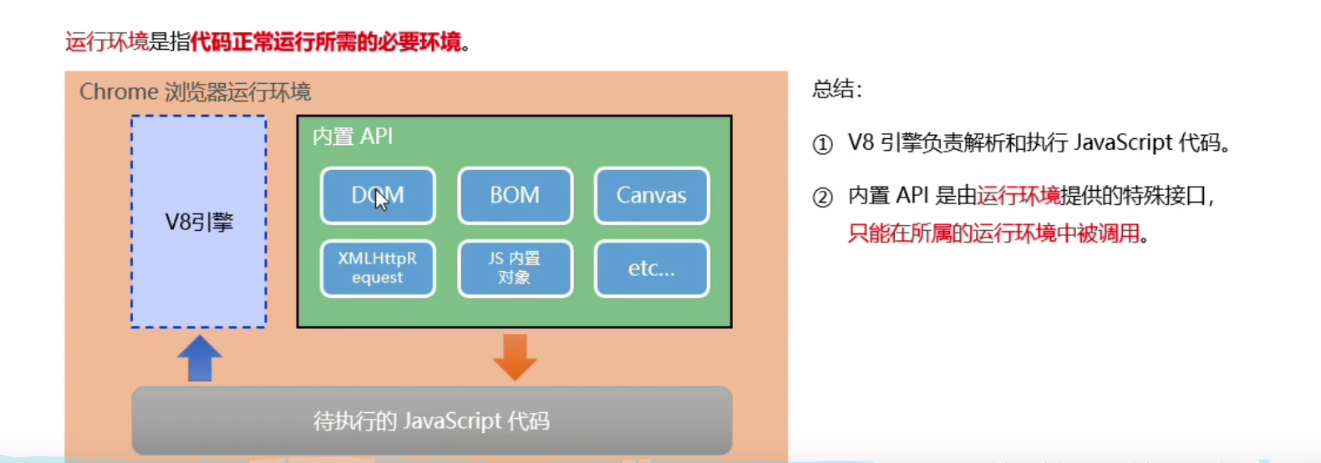 运行环境是指代码正常运行所需的必要环境。
Chrome 浏览器运行环境
V8引擎
内置 API
DOM
BOM
Canvas
XMLHttpR
equest
JS 内置
对象
etc...
待执行的 JavaScript 代码
总结：
① V8 引擎负责解析和执行 JavaScript 代码。
② 内置 API 是由运行环境提供的特殊接口，
只能在所属的运行环境中被调用。